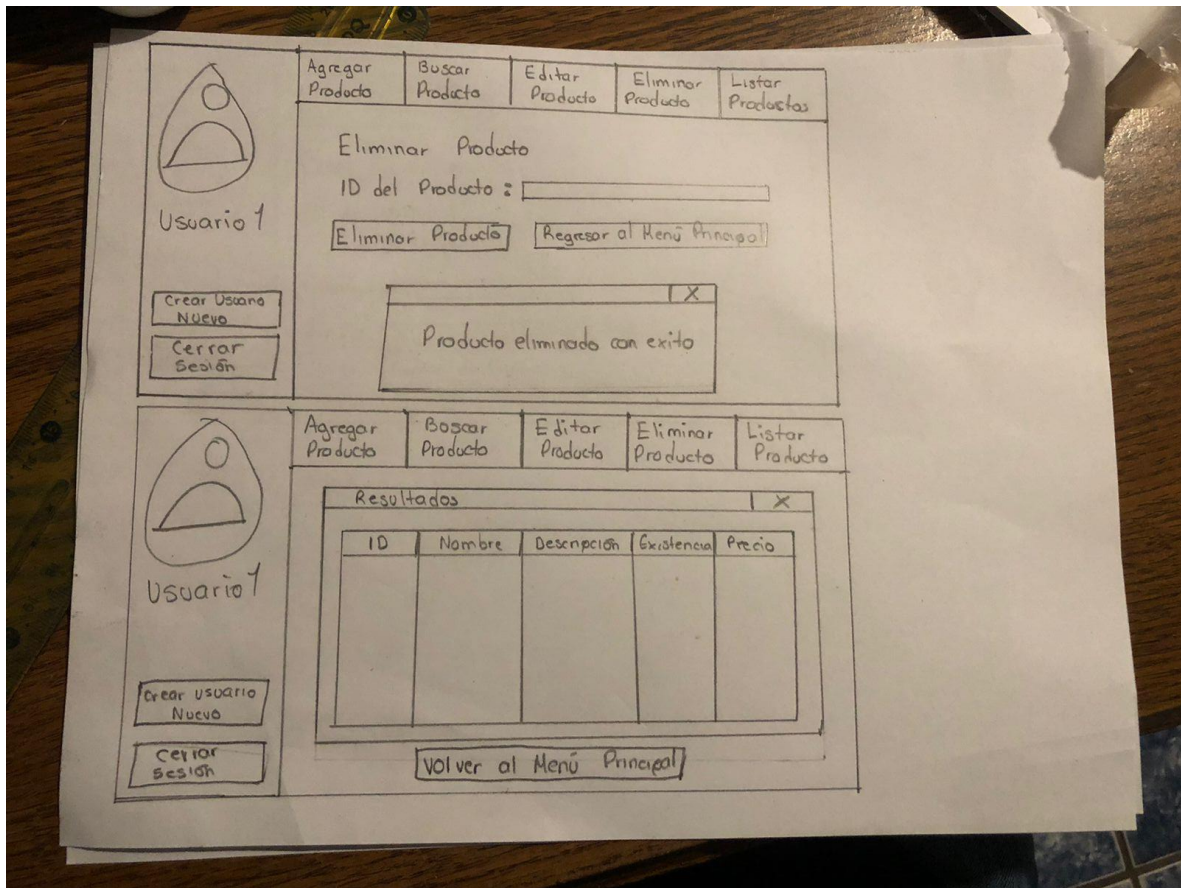 Agregar
Producto
Buscar
Producto
Editar
Producto
Eliminar
Producto
Listar
Productos
Eliminar Producto
ID del Producto:
Usuario 1
Eliminar Producto
Regresar al Menú Principal
Crear Usuario
Nuevo
X
Producto eliminado con exito
Cerrar
Sesión
Agregar
Producto
Buscar
Producto
Editar
Producto
Eliminar
Producto
Listar
Producto
Resultados
X
ID
Nombre
Descripción
Existencia
Precio
Usuario 1
Crear usuario
Nuevo
Cerrar
sesión
Volver al Menú Principal